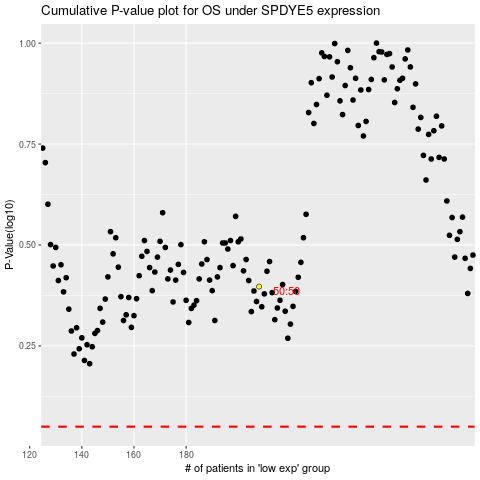 Cumulative P-value plot for OS under SPDYE5 expression
P-Value(log10)
1.00
0.75
0.50
0.25
50:50
120 140 160 180
# of patients in 'low exp' group